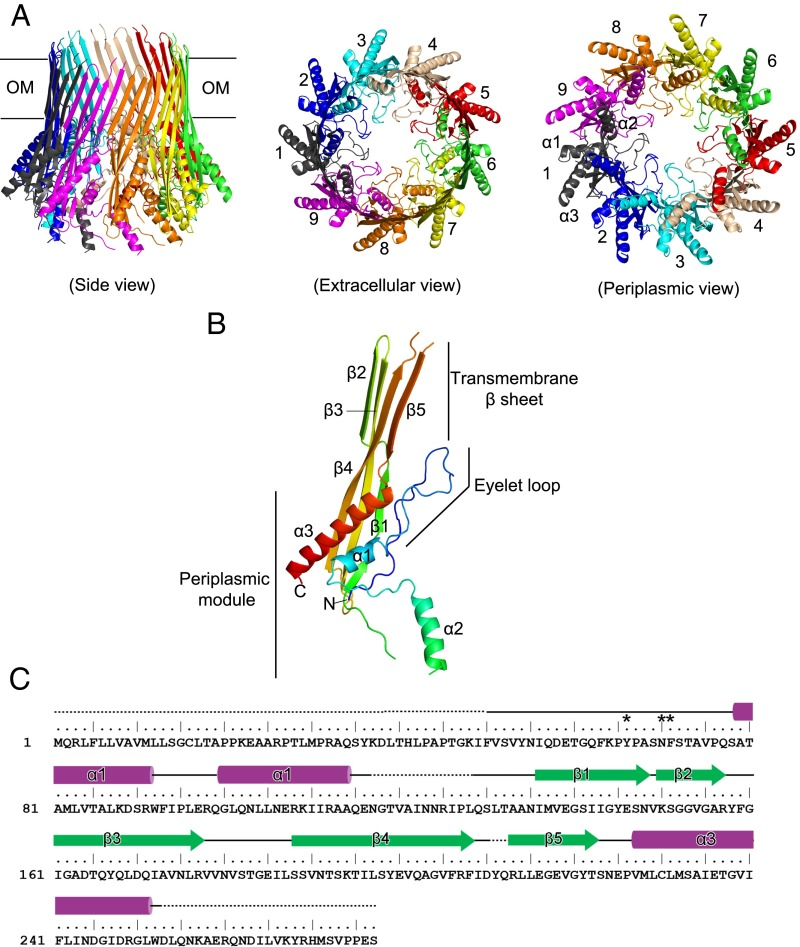 A
OM
OM
1
2
3
4
5
6
7
8
9
8
7
6
5
4
3
2
1
9
α1
α2
α3
(Side view)
(Extracellular view)
(Periplasmic view)
B
β2
β3
β5
β4
Transmembrane
β sheet
Eyelet loop
α3
β1
α1
Periplasmic
module
C
N
α2
C
* **
1 MQRLFLLVAVMLLSGCLTAPPKEAARPTLMPRAQSYKDLTHLPAPTGKIFVSVYNIQDETGQFKPYPASNFSTAVPQSAT
α1 α1 β1 β2
81 AMLVTALKDSRWFIPLERQGLQNLLNERKIIRAAQENGTVAINNRIPLQSLTAANIMVEGSIIGYESNVKSGGVGARYFG
β3 β4 β5 α3
161 IGADTQYQLDQIAVNLRVVNVSTGEILSSVNTSKTILSYEVQAGVFRFIDYQRLLEGEVGYTSNEPVMLCLMSAIETGVI
241 FLINDGIDRGLWDLQNKAERQNDILVKYRHMSVPPES